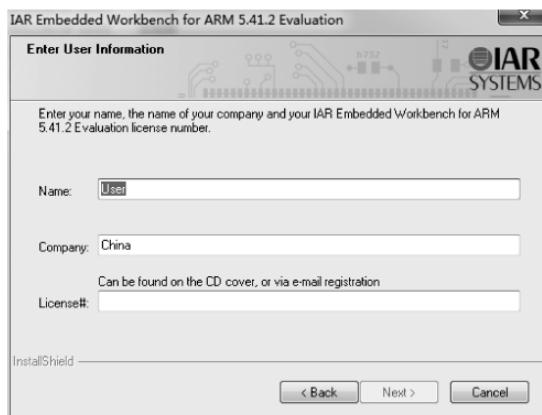 IAR Embedded Workbench for ARM 5.41.2 Evaluation
Enter User Information
IAR
SYSTEMS
Enter your name, the name of your company and your IAR Embedded Workbench for ARM
5.41.2 Evaluation license number.
Name: User
Company: China
Can be found on the CD cover, or via e-mail registration
License#:
InstallShield
< Back Next > Cancel